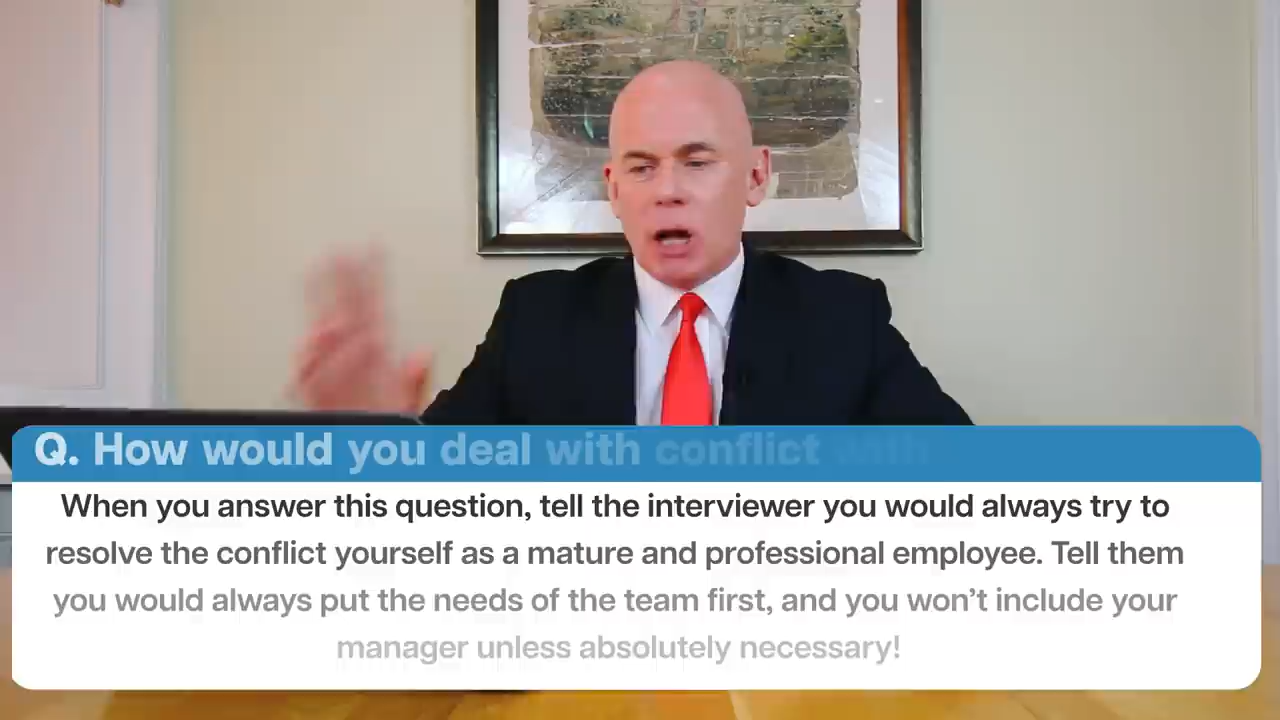 Q. How would you deal with conflict with
When you answer this question, tell the interviewer you would always try to
resolve the conflict yourself as a mature and professional employee. Tell them
you would always put the needs of the team first, and you won't include your
manager unless absolutely necessary!